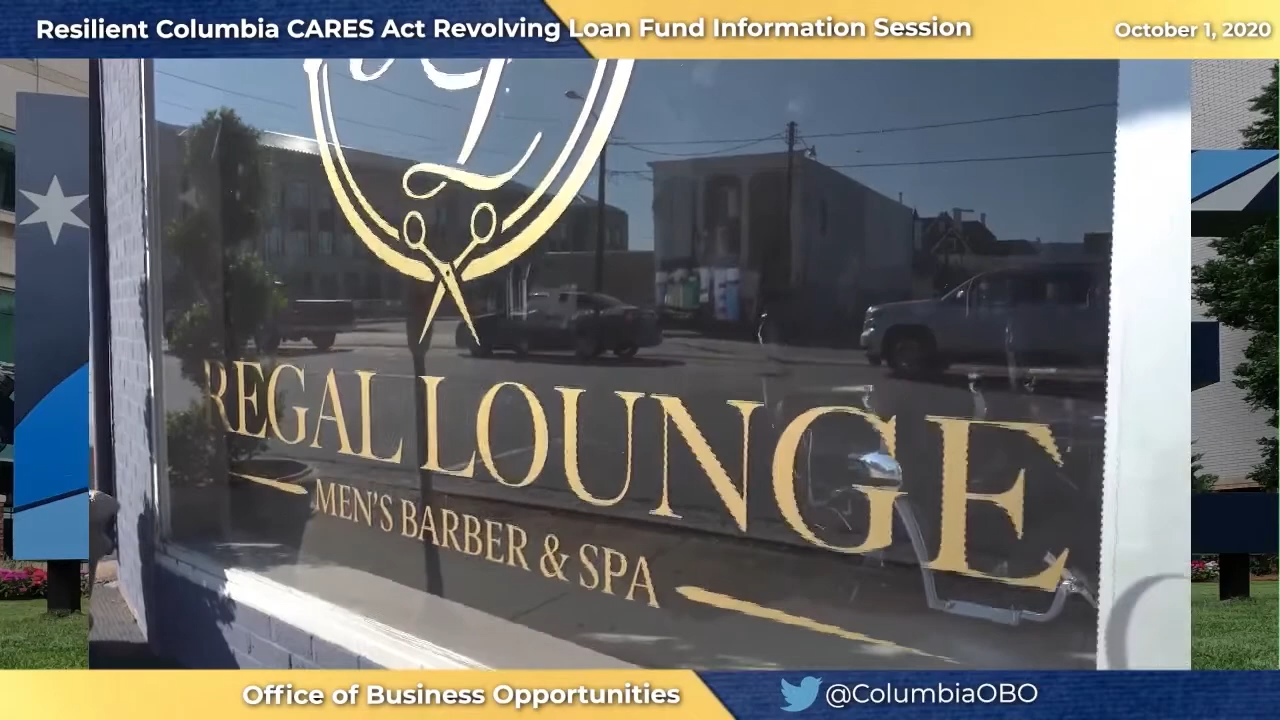 Resilient Columbia CARES Act Revolving Loan Fund Information Session
October 1, 2020
REGAL LOUNGE
MEN'S BARBER & SPA
Office of Business Opportunities
@ColumbiaOBO